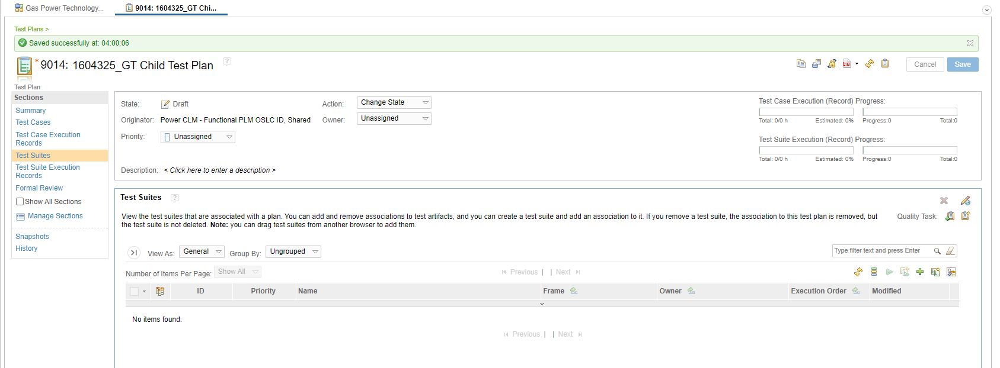 Gas Power Technology...
9014: 1604325_GT Chi...
Test Plans >
Saved successfully at: 04:00:06
* 9014: 1604325_GT Child Test Plan ?
PDF
Cancel
Save
Test Plan
Sections
Summary
Test Cases
Test Case Execution
Records
Test Suites
Test Suite Execution
Records
Formal Review
Show All Sections
Manage Sections
Snapshots
History
State: Draft
Action: Change State
Originator: Power CLM - Functional PLM OSLC ID, Shared
Owner: Unassigned
Priority: Unassigned
Description: < Click here to enter a description >
Test Case Execution (Record) Progress:
Total: 0/0 h Estimated: 0% Progress:0 Total:0
Test Suite Execution (Record) Progress:
Total: 0/0 h Estimated: 0% Progress:0 Total:0
Test Suites ?
View the test suites that are associated with a plan. You can add and remove associations to test artifacts, and you can create a test suite and add an association to it. If you remove a test suite, the association to this test plan is removed, but
the test suite is not deleted. Note: you can drag test suites from another browser to add them.
Quality Task:
View As: General Group By: Ungrouped
Type filter text and press Enter
Number of Items Per Page: Show All
Previous | | Next
ID Priority Name Frame Owner Execution Order Modified
No items found.
Previous | | Next